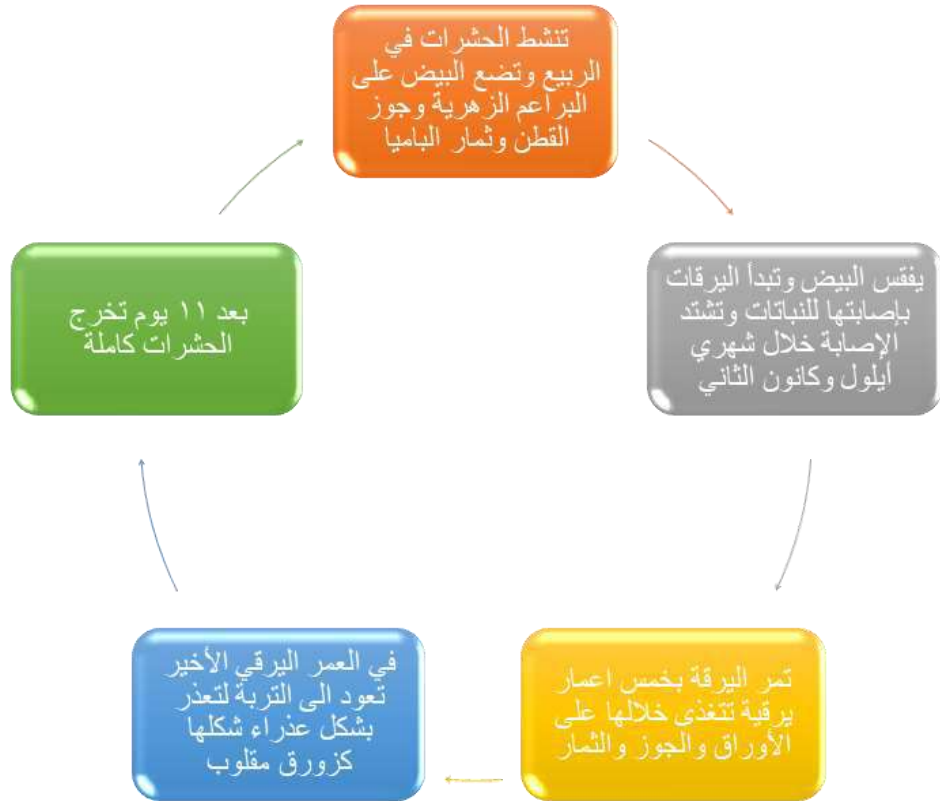 تنشط الحشرات في
الربيع وتضع البيض على
البراعم الزهرية وجوز
القطن وثمار الباميا
يفقس البيض وتبدأ اليرقات
بإصابتها للنباتات وتشتد
الإصابة خلال شهري
أيلول وكانون الثاني
تمر اليرقة بخمس اعمار
يرقية تتغذى خلالها على
الأوراق والجوز والثمار
في العمر اليرقي الأخير
تعود الى التربة لتعذر
بشكل عذراء شكلها
كزورق مقلوب
بعد ١١ يوم تخرج
الحشرات كاملة